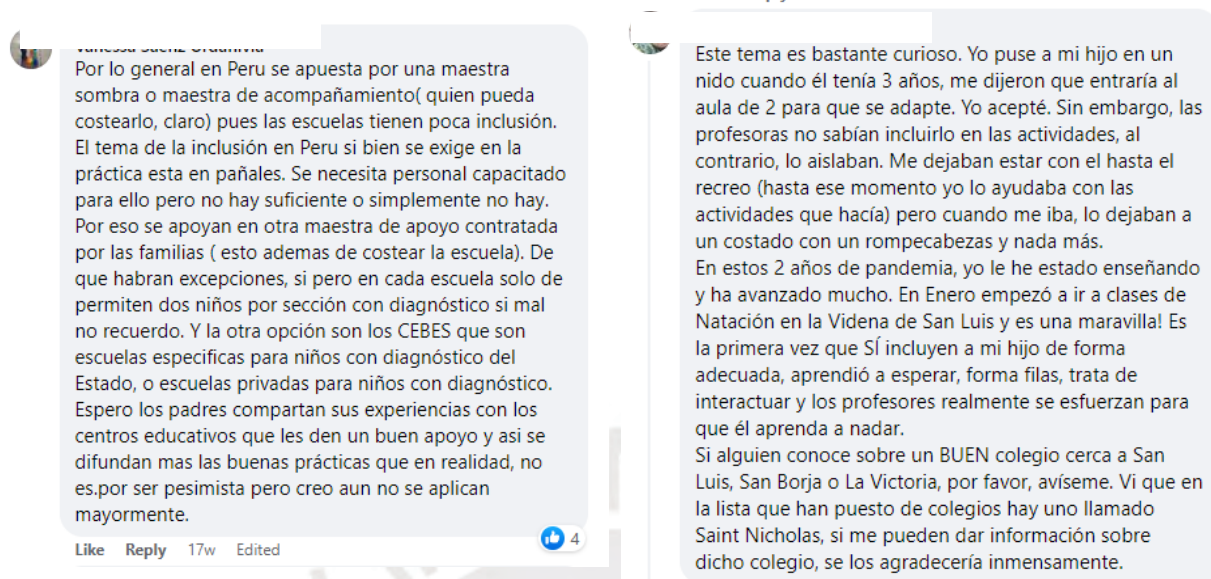 Por lo general en Peru se apuesta por una maestra
sombra o maestra de acompañamiento( quien pueda
costearlo, claro) pues las escuelas tienen poca inclusión.
El tema de la inclusión en Peru si bien se exige en la
práctica esta en pañales. Se necesita personal capacitado
para ello pero no hay suficiente o simplemente no hay.
Por eso se apoyan en otra maestra de apoyo contratada
por las familias ( esto ademas de costear la escuela). De
que habran excepciones, si pero en cada escuela solo de
permiten dos niños por sección con diagnóstico si mal
no recuerdo. Y la otra opción son los CEBES que son
escuelas especificas para niños con diagnóstico del
Estado, o escuelas privadas para niños con diagnóstico.
Espero los padres compartan sus experiencias con los
centros educativos que les den un buen apoyo y asi se
difundan mas las buenas prácticas que en realidad, no
es.por ser pesimista pero creo aun no se aplican
mayormente.
Like Reply 17w Edited
4
Este tema es bastante curioso. Yo puse a mi hijo en un
nido cuando él tenía 3 años, me dijeron que entraría al
aula de 2 para que se adapte. Yo acepté. Sin embargo, las
profesoras no sabían incluirlo en las actividades, al
contrario, lo aislaban. Me dejaban estar con el hasta el
recreo (hasta ese momento yo lo ayudaba con las
actividades que hacía) pero cuando me iba, lo dejaban a
un costado con un rompecabezas y nada más.
En estos 2 años de pandemia, yo le he estado enseñando
y ha avanzado mucho. En Enero empezó a ir a clases de
Natación en la Videna de San Luis y es una maravilla! Es
la primera vez que SÍ incluyen a mi hijo de forma
adecuada, aprendió a esperar, forma filas, trata de
interactuar y los profesores realmente se esfuerzan para
que él aprenda a nadar.
Si alguien conoce sobre un BUEN colegio cerca a San
Luis, San Borja o La Victoria, por favor, avíseme. Vi que en
la lista que han puesto de colegios hay uno llamado
Saint Nicholas, si me pueden dar información sobre
dicho colegio, se los agradecería inmensamente.